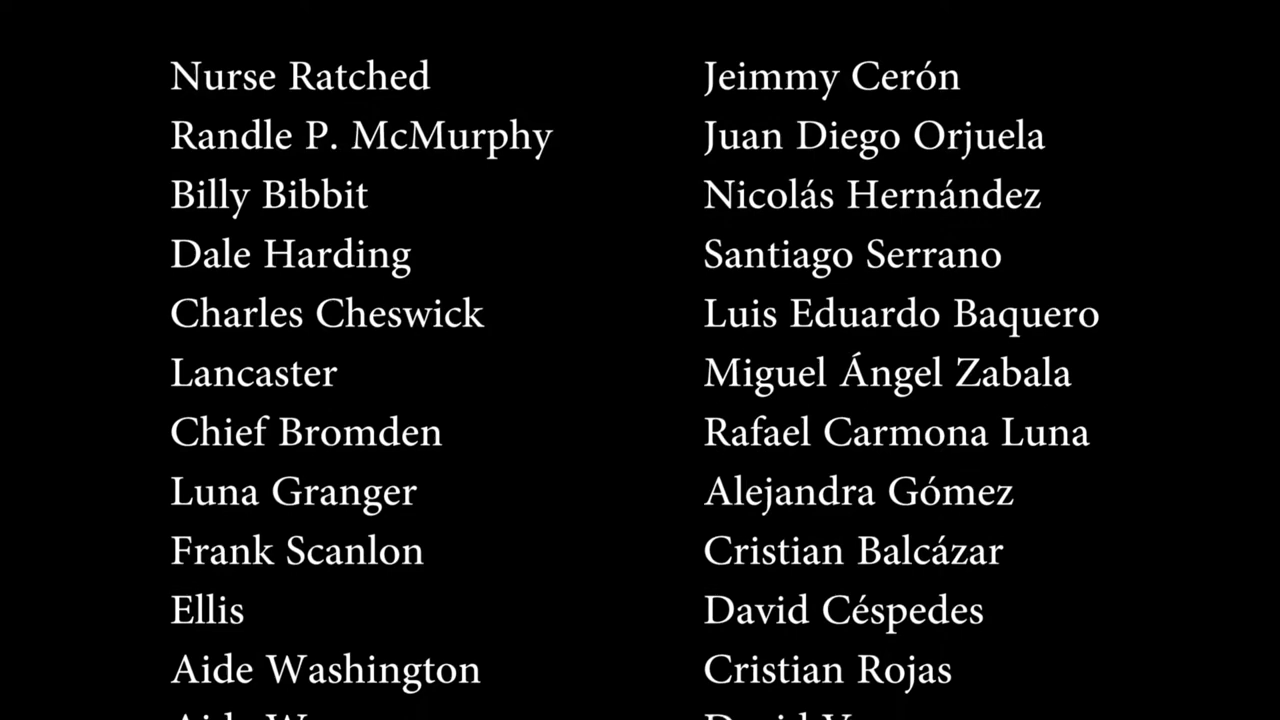 Nurse Ratched Jeimmy Cerón
Randle P. McMurphy Juan Diego Orjuela
Billy Bibbit Nicolás Hernández
Dale Harding Santiago Serrano
Charles Cheswick Luis Eduardo Baquero
Lancaster Miguel Ángel Zabala
Chief Bromden Rafael Carmona Luna
Luna Granger Alejandra Gómez
Frank Scanlon Cristian Balcázar
Ellis David Céspedes
Aide Washington Cristian Rojas
Aide David